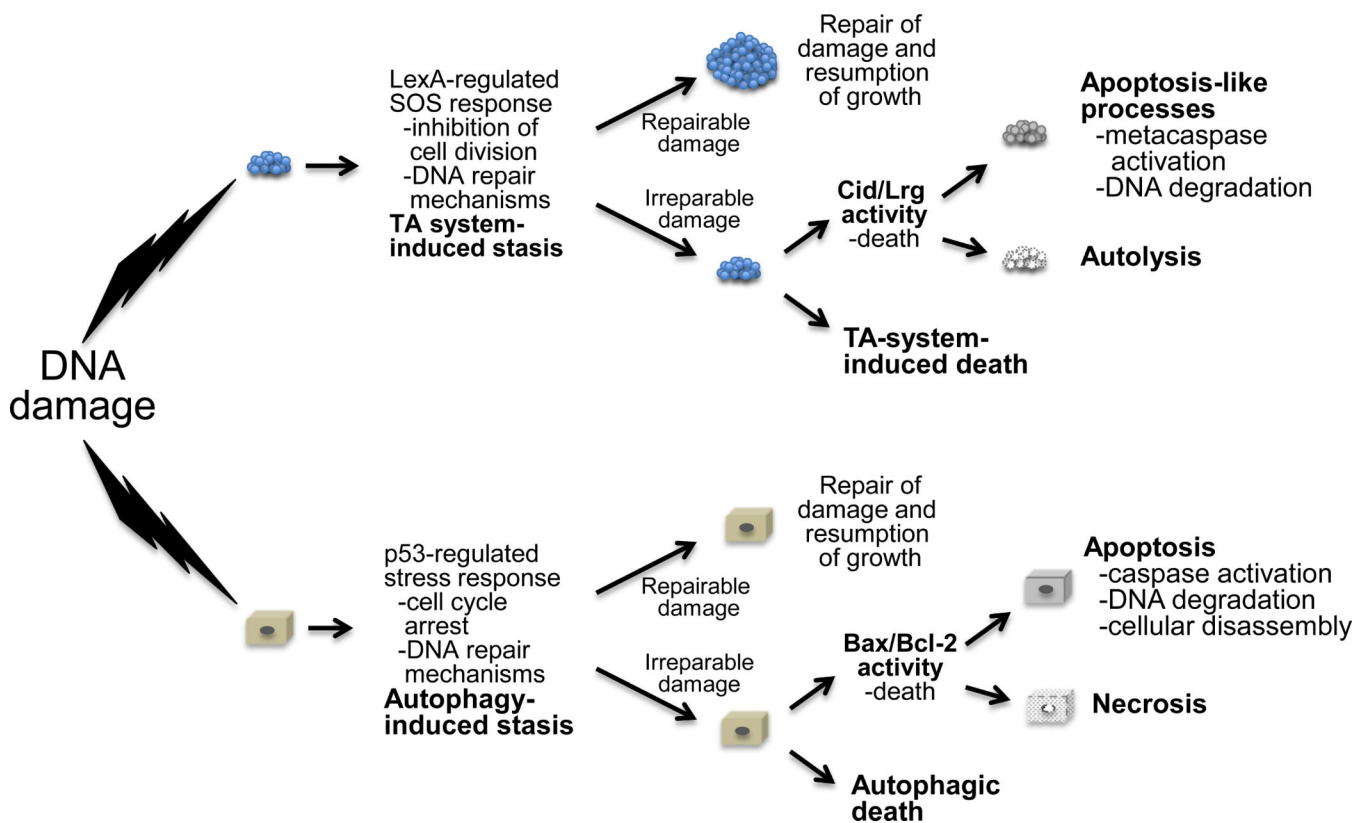 DNA
damage
LexA-regulated
SOS response
-inhibition of
cell division
-DNA repair
mechanisms
TA system-
induced stasis
Repairable
damage
Repair of
damage and
resumption
of growth
Irreparable
damage
Cid/Lrg
activity
-death
Apoptosis-like
processes
-metacaspase
activation
-DNA degradation
Autolysis
TA-system-
induced death
p53-regulated
stress response
-cell cycle
arrest
-DNA repair
mechanisms
Autophagy-
induced stasis
Repairable
damage
Repair of
damage and
resumption
of growth
Irreparable
damage
Bax/Bcl-2
activity
-death
Apoptosis
-caspase activation
-DNA degradation
-cellular disassembly
Necrosis
Autophagic
death